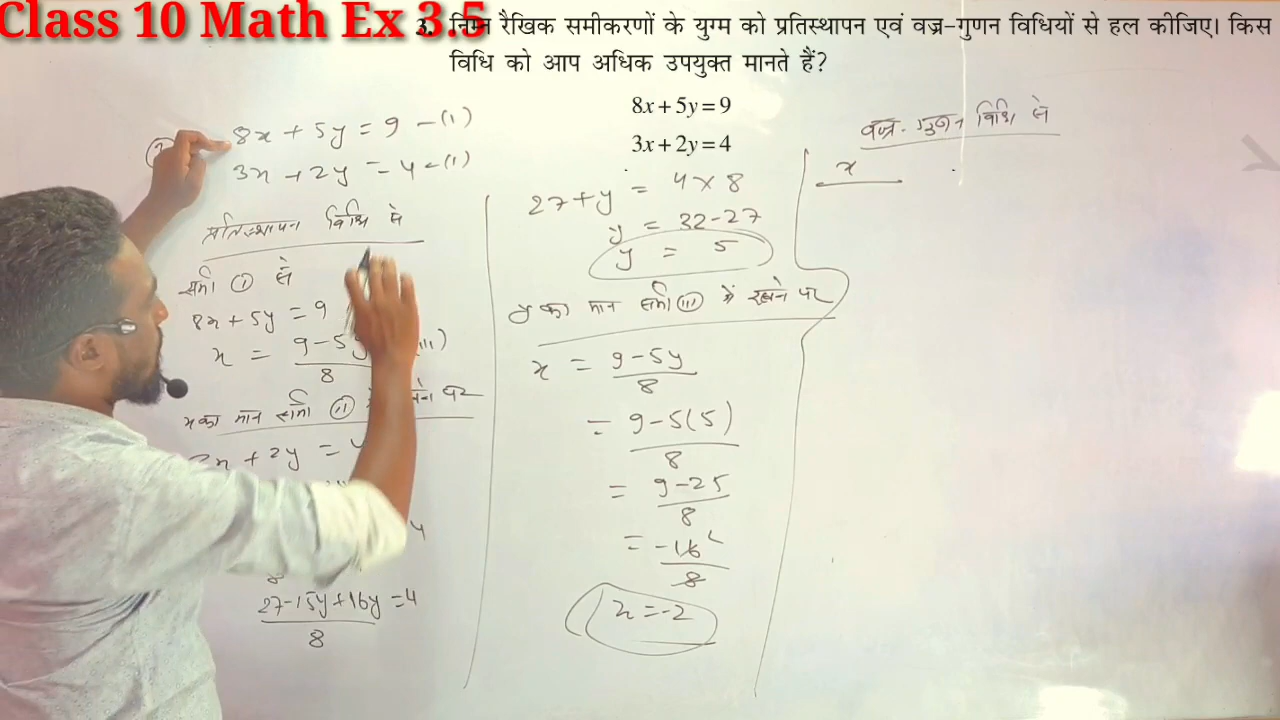 Class 10 Math Ex 3.5
3. निम्न रैखिक समीकरणों के युग्म को प्रतिस्थापन एवं वज्र-गुणन विधियों से हल कीजिए। किस
विधि को आप अधिक उपयुक्त मानते हैं?
8x + 5y = 9
3x + 2y = 4
8x + 5y = 9 – (1)
3x + 2y = 4 – (1)
प्रतिस्थापन विधि से
समी (i) से
8x + 5y = 9
x = 9 – 5y
8
x का मान समी (ii) पर
+ 2y =
4
27-15y+16y = 4
8
27 + y = 4 × 8
y = 32 - 27
y = 5
y का मान समी (iii) में रखने पर
x = 9 – 5y
8
= 9 – 5(5)
8
= 9 – 25
8
= -16 2
8
x = -2
वज्र-गुणन विधि से
x